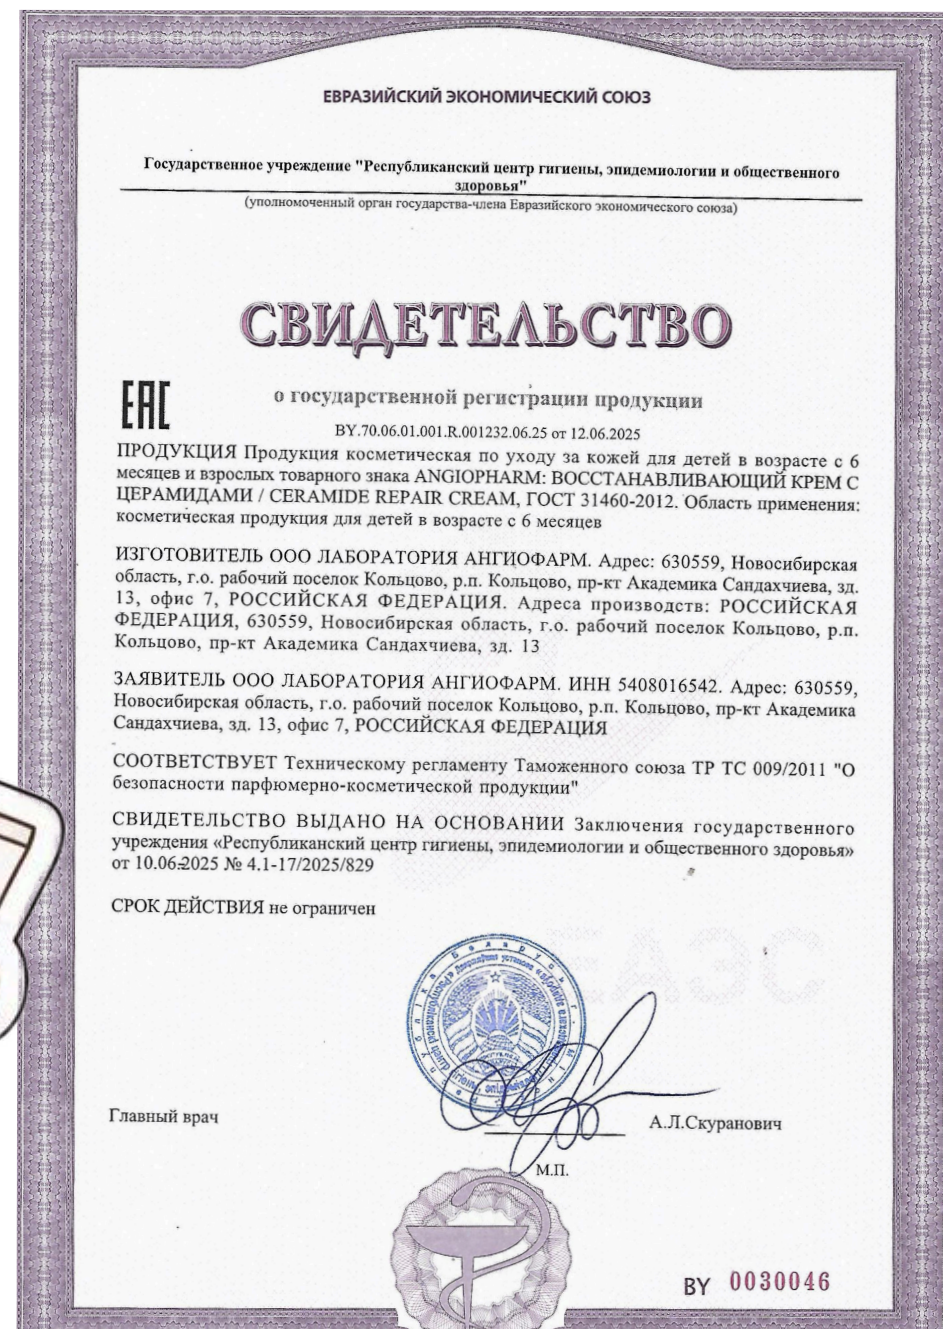 ЕВРАЗИЙСКИЙ ЭКОНОМИЧЕСКИЙ СОЮЗ
Государственное учреждение "Республиканский центр гигиены, эпидемиологии и общественного
здоровья"
(уполномоченный орган государства-члена Евразийского экономического союза)
СВИДЕТЕЛЬСТВО
ЕАС
о государственной регистрации продукции
BY.70.06.01.001.R.001232.06.25 от 12.06.2025
ПРОДУКЦИЯ Продукция косметическая по уходу за кожей для детей в возрасте с 6
месяцев и взрослых товарного знака ANGIOPHARM: ВОССТАНАВЛИВАЮЩИЙ КРЕМ С
ЦЕРАМИДАМИ / CERAMIDE REPAIR CREAM, ГОСТ 31460-2012. Область применения:
косметическая продукция для детей в возрасте с 6 месяцев
ИЗГОТОВИТЕЛЬ ООО ЛАБОРАТОРИЯ АНГИОФАРМ. Адрес: 630559, Новосибирская
область, г.о. рабочий поселок Кольцово, р.п. Кольцово, пр-кт Академика Сандахчиева, зд.
13, офис 7, РОССИЙСКАЯ ФЕДЕРАЦИЯ. Адреса производств: РОССИЙСКАЯ
ФЕДЕРАЦИЯ, 630559, Новосибирская область, г.о. рабочий поселок Кольцово, р.п.
Кольцово, пр-кт Академика Сандахчиева, зд. 13
ЗАЯВИТЕЛЬ ООО ЛАБОРАТОРИЯ АНГИОФАРМ. ИНН 5408016542. Адрес: 630559,
Новосибирская область, г.о. рабочий поселок Кольцово, р.п. Кольцово, пр-кт Академика
Сандахчиева, зд. 13, офис 7, РОССИЙСКАЯ ФЕДЕРАЦИЯ
СООТВЕТСТВУЕТ Техническому регламенту Таможенного союза ТР ТС 009/2011 "О
безопасности парфюмерно-косметической продукции"
СВИДЕТЕЛЬСТВО ВЫДАНО НА ОСНОВАНИИ Заключения государственного
учреждения «Республиканский центр гигиены, эпидемиологии и общественного здоровья»
от 10.06.2025 № 4.1-17/2025/829
СРОК ДЕЙСТВИЯ не ограничен
ЕАЭС
Главный врач
А.Л.Скуранович
М.П.
BY 0030046